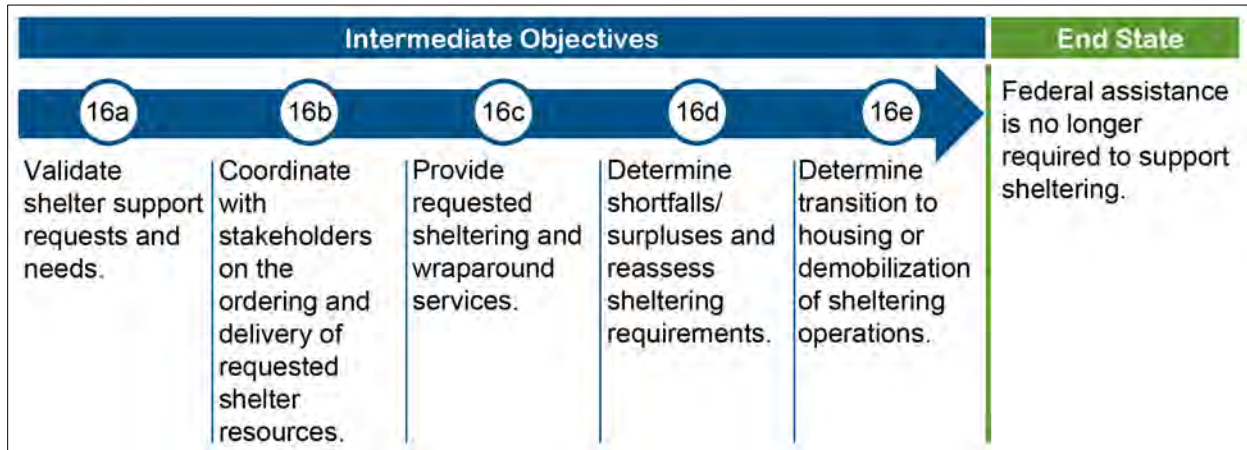 Intermediate Objectives
End State
16a
16b
16c
16d
16e
Validate
shelter support
requests and
needs.
Coordinate
with
stakeholders
on the
ordering and
delivery of
requested
shelter
resources.
Provide
requested
sheltering and
wraparound
services.
Determine
shortfalls/
surpluses and
reassess
sheltering
requirements.
Determine
transition to
housing or
demobilization
of sheltering
operations.
Federal assistance
is no longer
required to support
sheltering.